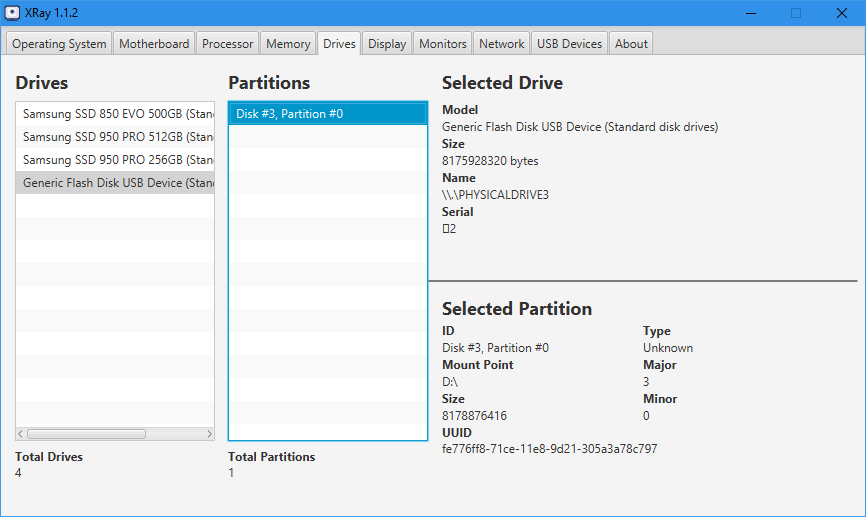 XRay 1.1.2
Operating System Motherboard Processor Memory Drives Display Monitors Network USB Devices About
Drives
Samsung SSD 850 EVO 500GB (Stan
Samsung SSD 950 PRO 512GB (Stan
Samsung SSD 950 PRO 256GB (Stan
Generic Flash Disk USB Device (Stan
Total Drives
4
Partitions
Disk #3, Partition #0
Total Partitions
1
Selected Drive
Model
Generic Flash Disk USB Device (Standard disk drives)
Size
8175928320 bytes
Name
\\.\PHYSICALDRIVE3
Serial
▯2
Selected Partition
ID Type
Disk #3, Partition #0 Unknown
Mount Point Major
D:\ 3
Size Minor
8178876416 0
UUID
fe776ff8-71ce-11e8-9d21-305a3a78c797